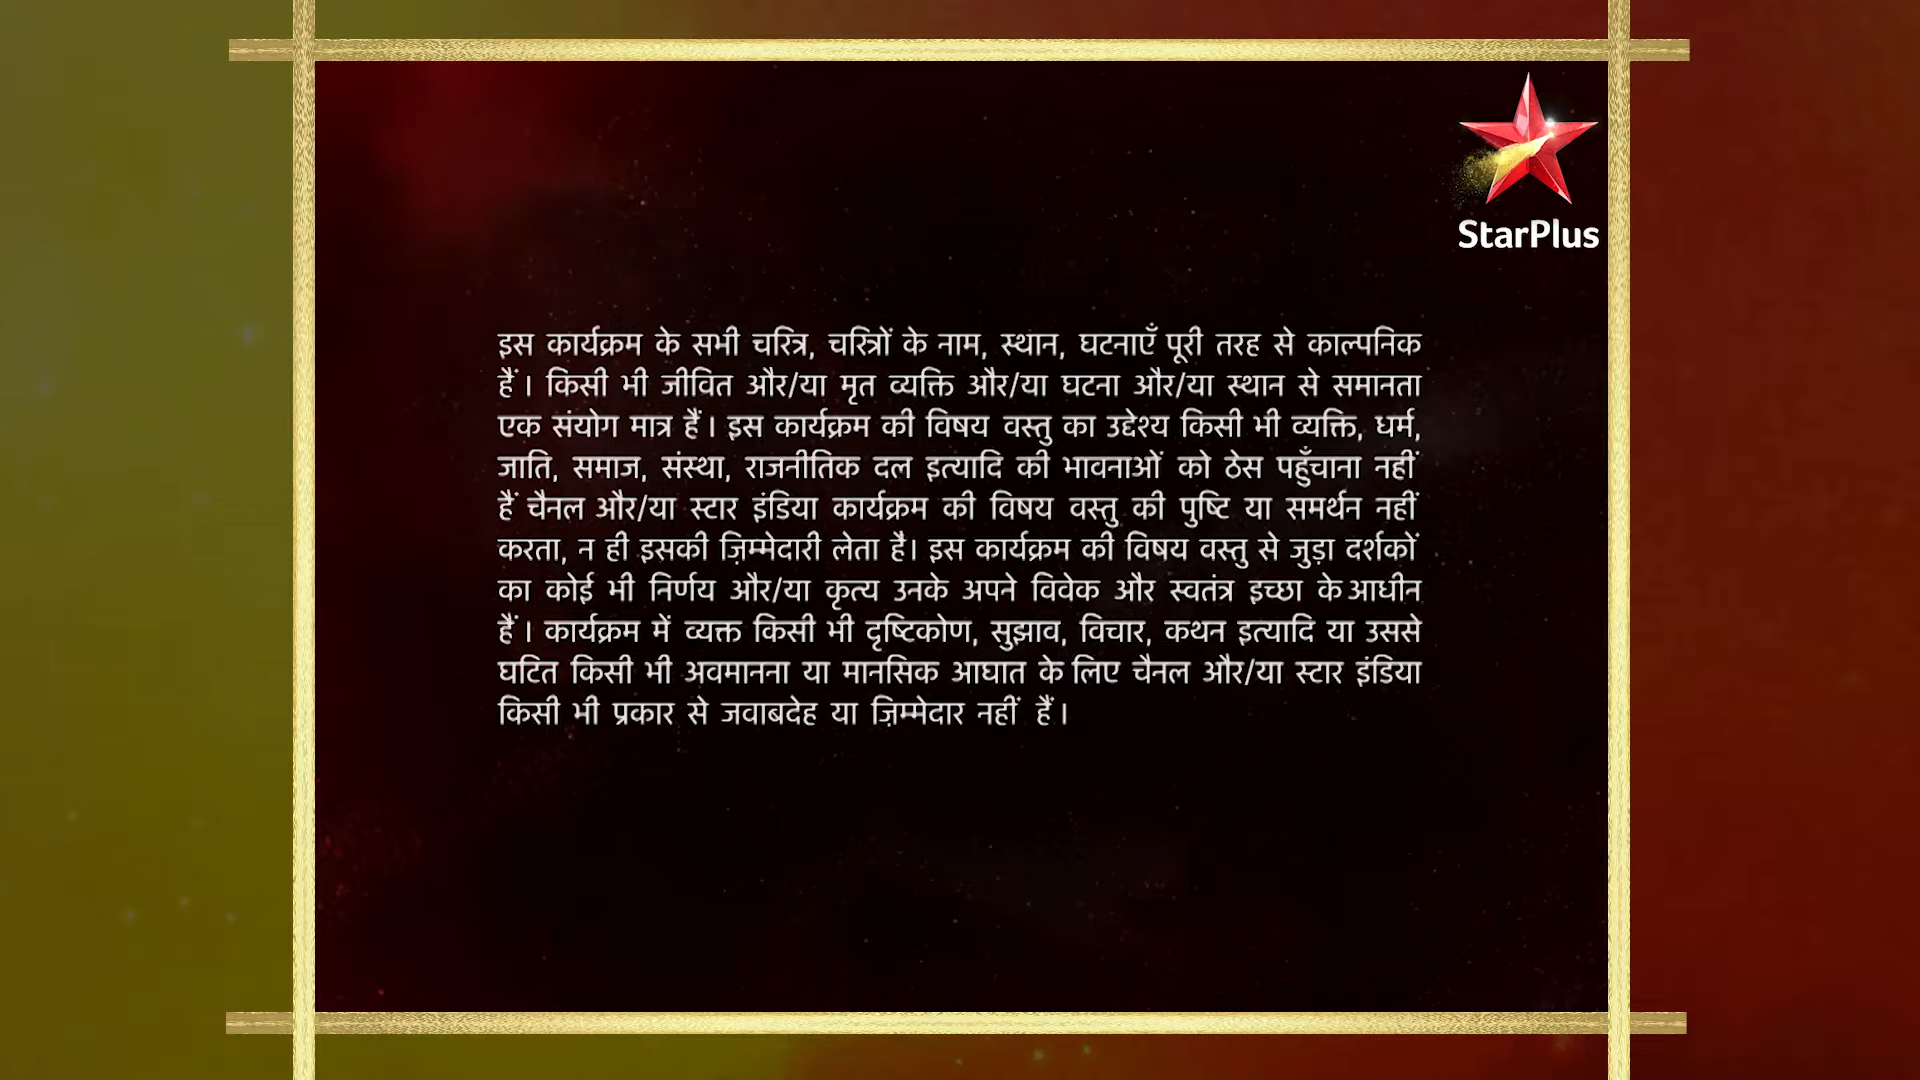 StarPlus
इस कार्यक्रम के सभी चरित्र, चरित्रों के नाम, स्थान, घटनाएँ पूरी तरह से काल्पनिक
हैं। किसी भी जीवित और/या मृत व्यक्ति और/या घटना और/या स्थान से समानता
एक संयोग मात्र हैं। इस कार्यक्रम की विषय वस्तु का उद्देश्य किसी भी व्यक्ति, धर्म,
जाति, समाज, संस्था, राजनीतिक दल इत्यादि की भावनाओं को ठेस पहुँचाना नहीं
हैं चैनल और/या स्टार इंडिया कार्यक्रम की विषय वस्तु की पुष्टि या समर्थन नहीं
करता, न ही इसकी ज़िम्मेदारी लेता है। इस कार्यक्रम की विषय वस्तु से जुड़ा दर्शकों
का कोई भी निर्णय और/या कृत्य उनके अपने विवेक और स्वतंत्र इच्छा के आधीन
हैं। कार्यक्रम में व्यक्त किसी भी दृष्टिकोण, सुझाव, विचार, कथन इत्यादि या उससे
घटित किसी भी अवमानना या मानसिक आघात के लिए चैनल और/या स्टार इंडिया
किसी भी प्रकार से जवाबदेह या ज़िम्मेदार नहीं हैं।